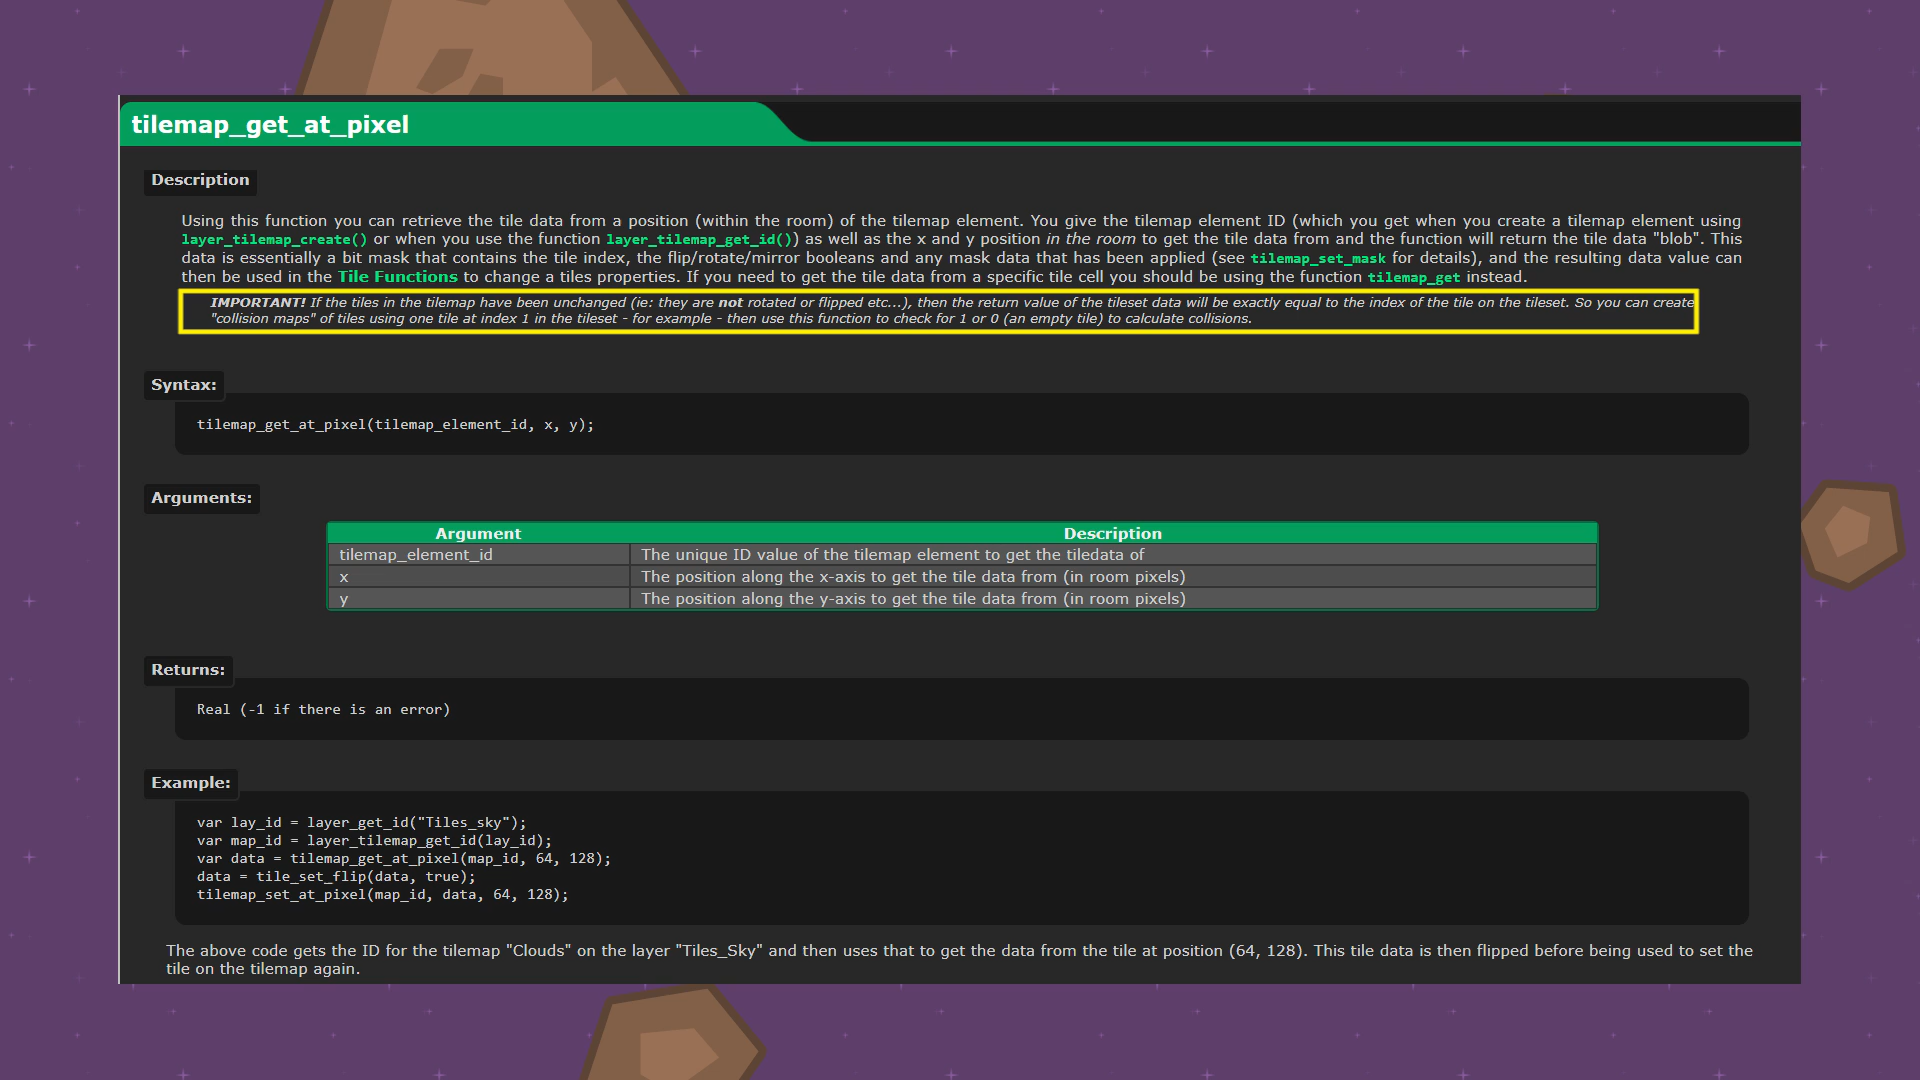 tilemap_get_at_pixel
Description
Using this function you can retrieve the tile data from a position (within the room) of the tilemap element. You give the tilemap element ID (which you get when you create a tilemap element using
layer_tilemap_create() or when you use the function layer_tilemap_get_id()) as well as the x and y position in the room to get the tile data from and the function will return the tile data "blob". This
data is essentially a bit mask that contains the tile index, the flip/rotate/mirror booleans and any mask data that has been applied (see tilemap_set_mask for details), and the resulting data value can
then be used in the Tile Functions to change a tiles properties. If you need to get the tile data from a specific tile cell you should be using the function tilemap_get instead.
IMPORTANT! If the tiles in the tilemap have been unchanged (ie: they are not rotated or flipped etc...), then the return value of the tileset data will be exactly equal to the index of the tile on the tileset. So you can create
"collision maps" of tiles using one tile at index 1 in the tileset - for example - then use this function to check for 1 or 0 (an empty tile) to calculate collisions.
Syntax:
tilemap_get_at_pixel(tilemap_element_id, x, y);
Arguments:
Argument Description
tilemap_element_id The unique ID value of the tilemap element to get the tiledata of
x The position along the x-axis to get the tile data from (in room pixels)
y The position along the y-axis to get the tile data from (in room pixels)
Returns:
Real (-1 if there is an error)
Example:
var lay_id = layer_get_id("Tiles_sky");
var map_id = layer_tilemap_get_id(lay_id);
var data = tilemap_get_at_pixel(map_id, 64, 128);
data = tile_set_flip(data, true);
tilemap_set_at_pixel(map_id, data, 64, 128);
The above code gets the ID for the tilemap "Clouds" on the layer "Tiles_Sky" and then uses that to get the data from the tile at position (64, 128). This tile data is then flipped before being used to set the
tile on the tilemap again.